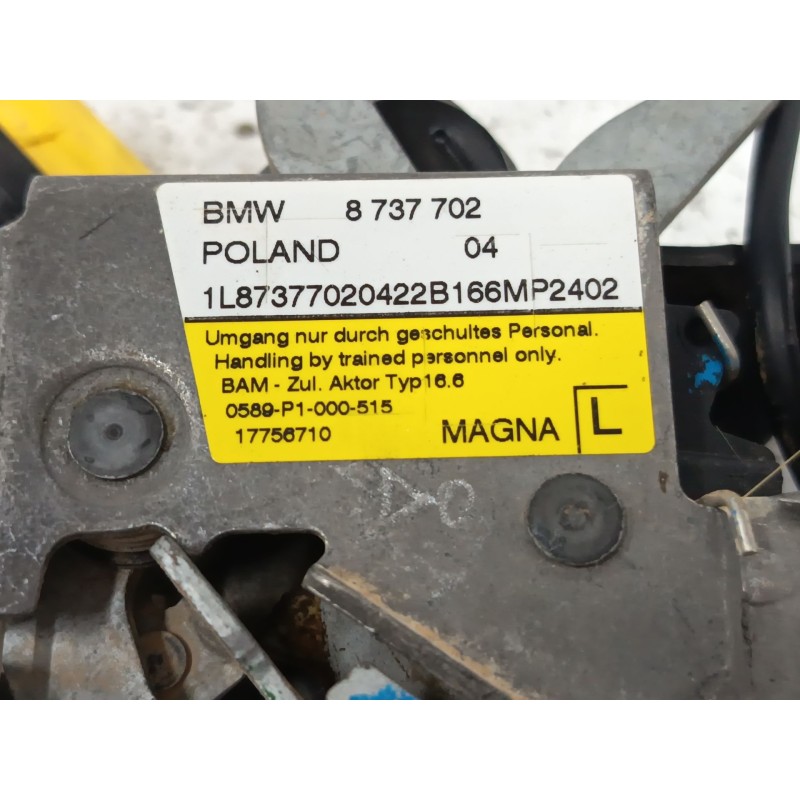 BMW 8 737 702
POLAND 04
1L87377020422B166MP2402
Umgang nur durch geschultes Personal.
Handling by trained personnel only.
BAM - Zul. Aktor Typ16.6
0589-P1-000-515
17756710 MAGNA L